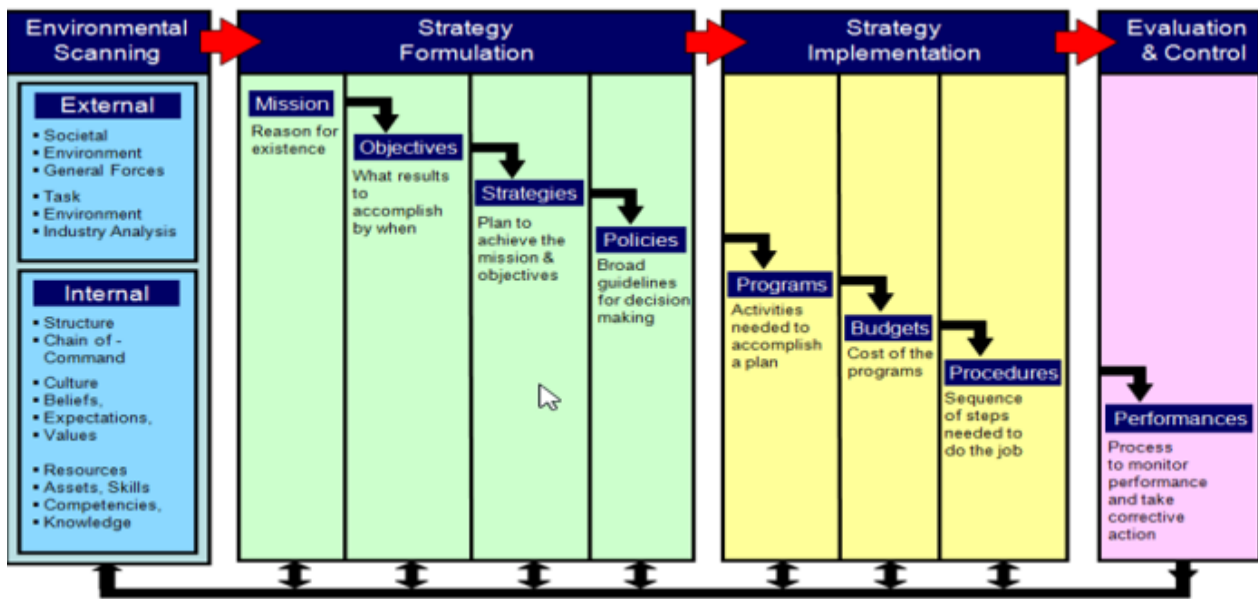 Environmental
Scanning
Strategy
Formulation
Strategy
Implementation
Evaluation
& Control
External
▪ Societal
▪ Environment
▪ General Forces
▪ Task
▪ Environment
▪ Industry Analysis
Internal
▪ Structure
▪ Chain of -
Command
▪ Culture
▪ Beliefs,
▪ Expectations,
▪ Values
▪ Resources
▪ Assets, Skills
▪ Competencies,
▪ Knowledge
Mission
Reason for
existence
Objectives
What results
to
accomplish
by when
Strategies
Plan to
achieve the
mission &
objectives
Policies
Broad
guidelines
for decision
making
Programs
Activities
needed to
accomplish
a plan
Budgets
Cost of the
programs
Procedures
Sequence
of steps
needed to
do the job
Performances
Process
to monitor
performance
and take
corrective
action